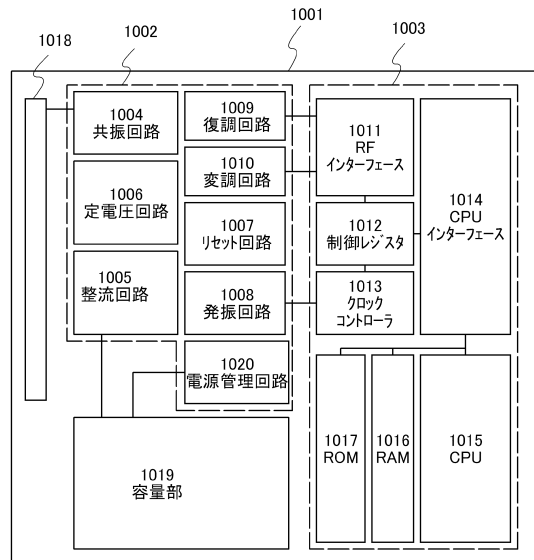 1001
1018
1002
1003
1004
共振回路
1006
定電圧回路
1005
整流回路
1009
復調回路
1010
変調回路
1007
リセット回路
1008
発振回路
1020
電源管理回路
1011
RF
インターフェース
1012
制御レジスタ
1013
クロック
コントローラ
1014
CPU
インターフェース
1017
ROM
1016
RAM
1015
CPU
1019
容量部